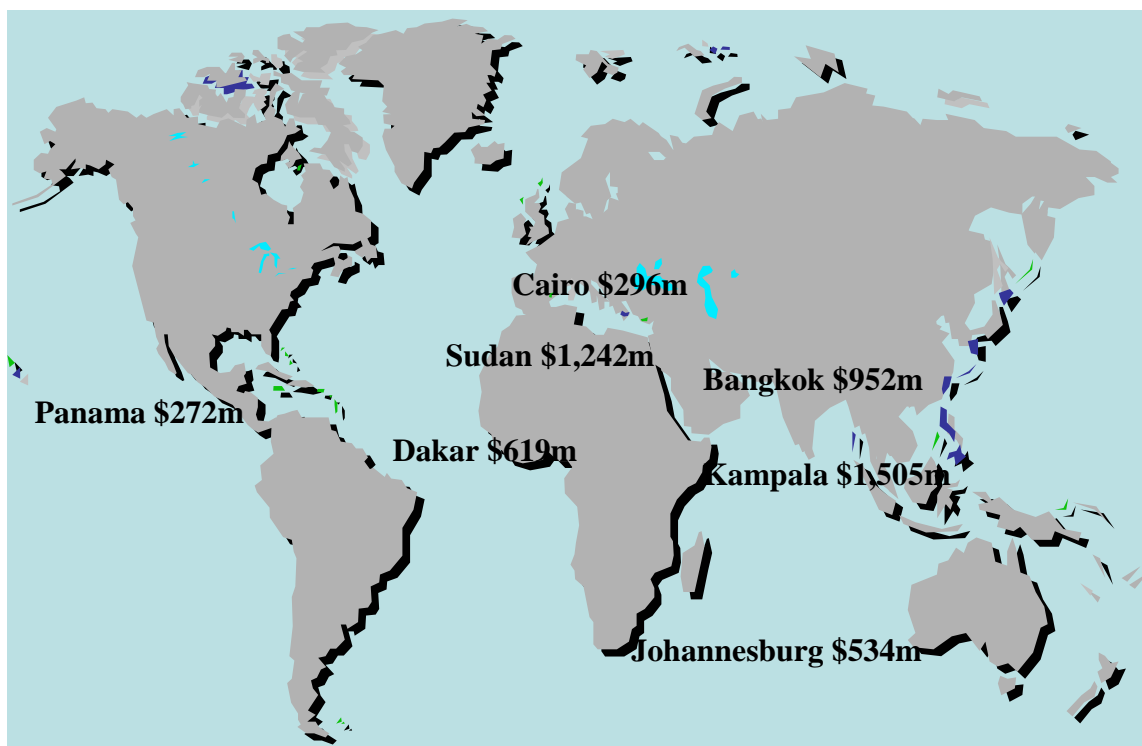 Cairo $296m
Sudan $1,242m
Bangkok $952m
Panama $272m
Dakar $619m
Kampala $1,505m
Johannesburg $534m